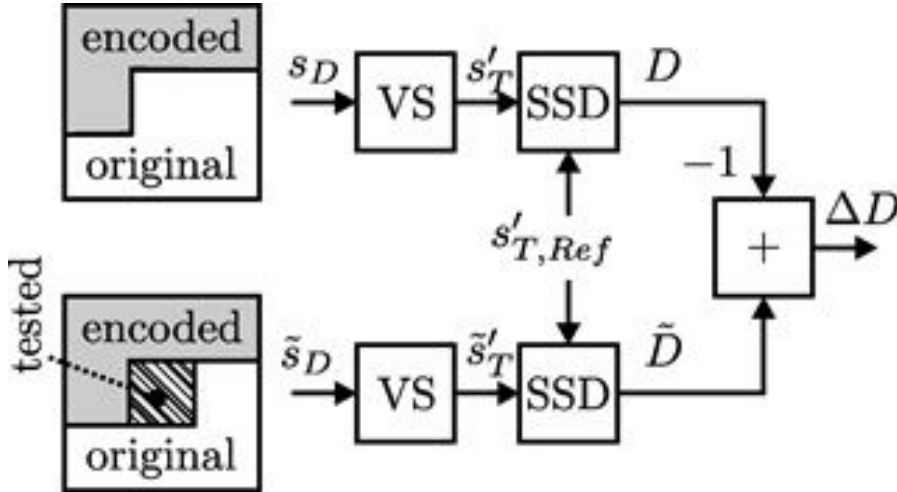 encoded
original
s_D
VS
s'_T
SSD
D
−1
s'_{T,Ref}
+
ΔD
tested
encoded
original
s̃_D
VS
s̃'_T
SSD
D̃